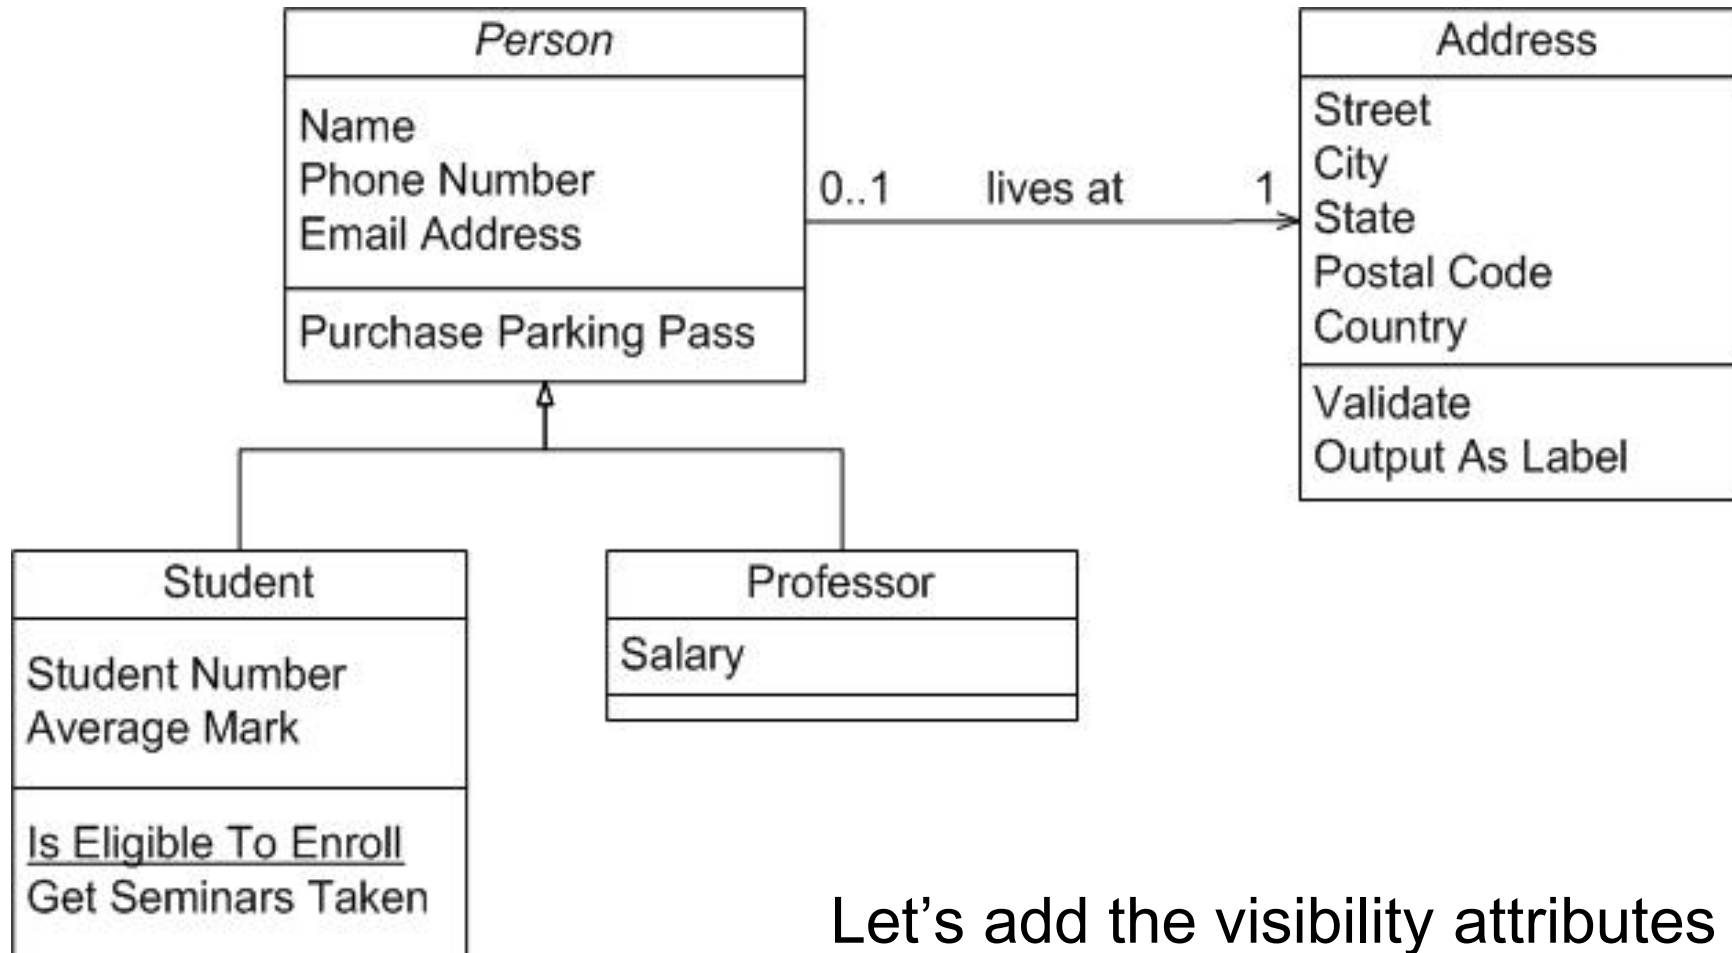 Person
Name
Phone Number
Email Address
Purchase Parking Pass
0..1 lives at 1
Address
Street
City
State
Postal Code
Country
Validate
Output As Label
Student
Student Number
Average Mark
Is Eligible To Enroll
Get Seminars Taken
Professor
Salary
Let’s add the visibility attributes